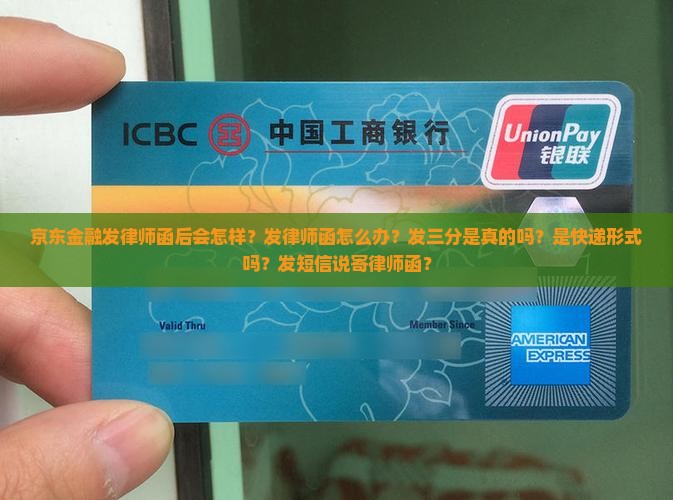 ICBC 中国工商银行
UnionPay
银联
京东金融发律师函后会怎样？发律师函怎么办？发三分是真的吗？是快递形式
吗？发短信说寄律师函？
Valid Thru
Member Since
AMERICAN
EXPRESS